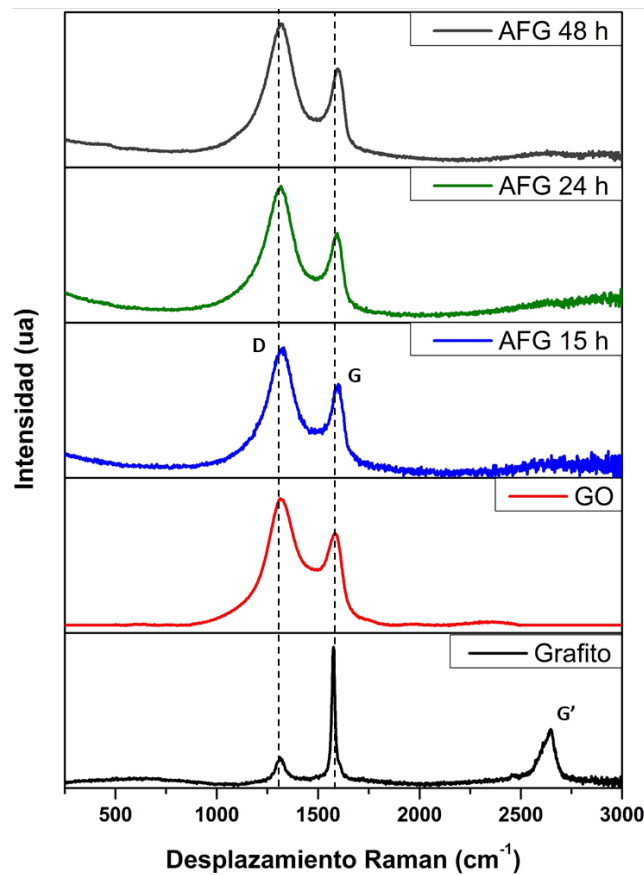 AFG 48 h
AFG 24 h
AFG 15 h
D
G
GO
Grafito
G’
Intensidad (ua)
500 1000 1500 2000 2500 3000
Desplazamiento Raman (cm⁻¹)